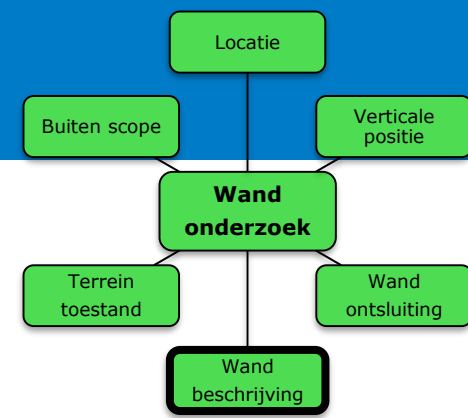 Locatie
Buiten scope
Verticale
positie
Wand
onderzoek
Terrein
toestand
Wand
ontsluiting
Wand
beschrijving